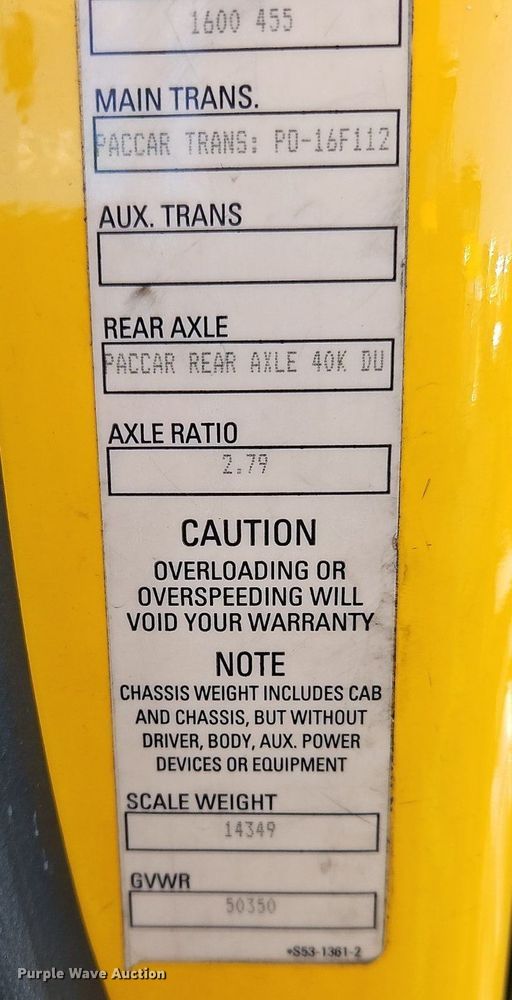 1600 455
MAIN TRANS.
PACCAR TRANS: PO-16F112
AUX. TRANS
REAR AXLE
PACCAR REAR AXLE 40K DU
AXLE RATIO
2.79
CAUTION
OVERLOADING OR
OVERSPEEDING WILL
VOID YOUR WARRANTY
NOTE
CHASSIS WEIGHT INCLUDES CAB
AND CHASSIS, BUT WITHOUT
DRIVER, BODY, AUX. POWER
DEVICES OR EQUIPMENT
SCALE WEIGHT
14349
GVWR
50350
*S53-1361-2
Purple Wave Auction